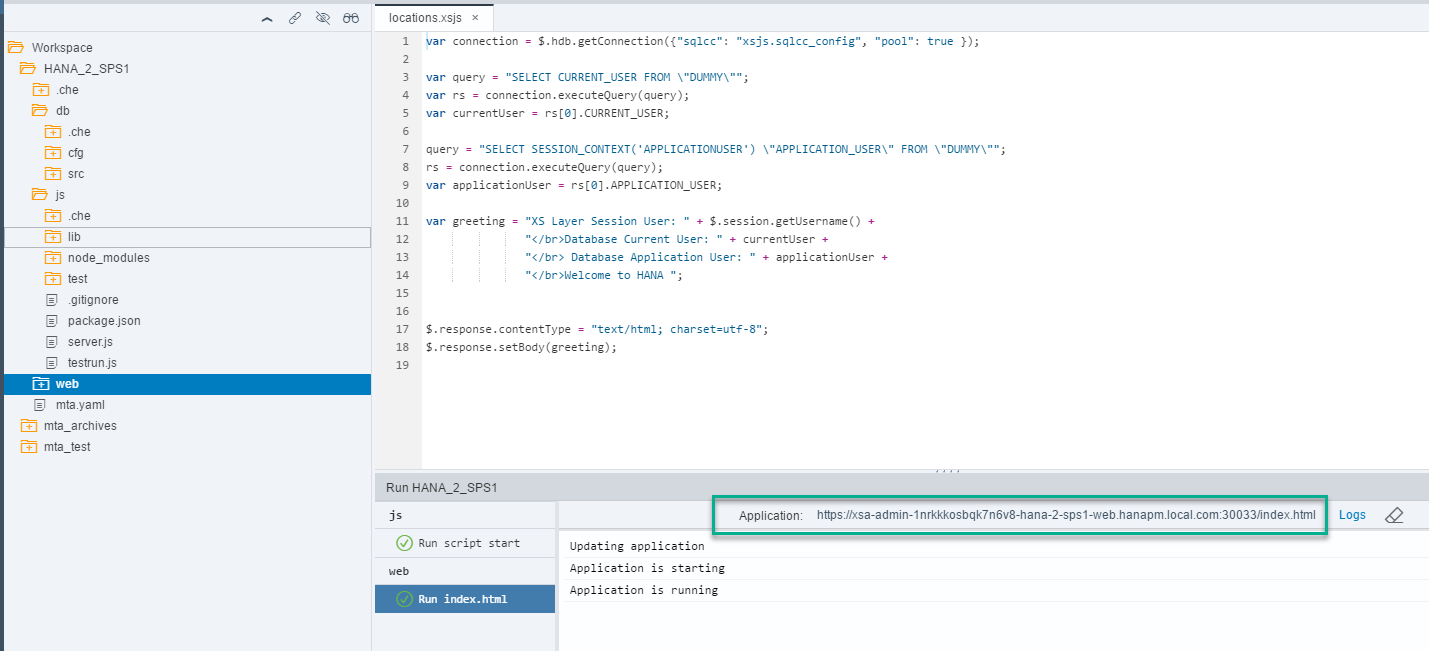 locations.xsjs ×
Workspace
HANA_2_SPS1
.che
db
.che
cfg
src
js
.che
lib
node_modules
test
.gitignore
package.json
server.js
testrun.js
web
mta.yaml
mta_archives
mta_test
1 var connection = $.hdb.getConnection({"sqlcc": "xsjs.sqlcc_config", "pool": true });
2
3 var query = "SELECT CURRENT_USER FROM \"DUMMY\"";
4 var rs = connection.executeQuery(query);
5 var currentUser = rs[0].CURRENT_USER;
6
7 query = "SELECT SESSION_CONTEXT('APPLICATIONUSER') \"APPLICATION_USER\" FROM \"DUMMY\"";
8 rs = connection.executeQuery(query);
9 var applicationUser = rs[0].APPLICATION_USER;
10
11 var greeting = "XS Layer Session User: " + $.session.getUsername() +
12 "</br>Database Current User: " + currentUser +
13 "</br> Database Application User: " + applicationUser +
14 "</br>Welcome to HANA ";
15
16
17 $.response.contentType = "text/html; charset=utf-8";
18 $.response.setBody(greeting);
19
Run HANA_2_SPS1
js
Run script start
web
Run index.html
Application: https://xsa-admin-1nrkkkosbqk7n6v8-hana-2-sps1-web.hanapm.local.com:30033/index.html Logs
Updating application
Application is starting
Application is running